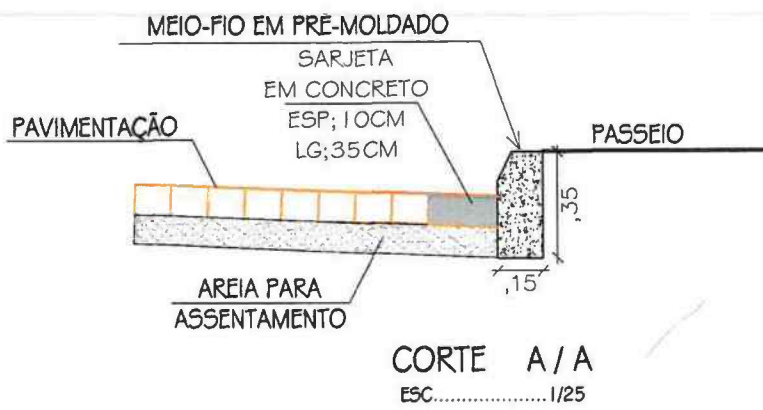 MEIO-FIO EM PRÉ-MOLDADO
SARJETA
EM CONCRETO
ESP; 10CM
LG; 35CM
PAVIMENTAÇÃO
PASSEIO
,35
,15
AREIA PARA
ASSENTAMENTO
CORTE A / A
ESC...................1/25